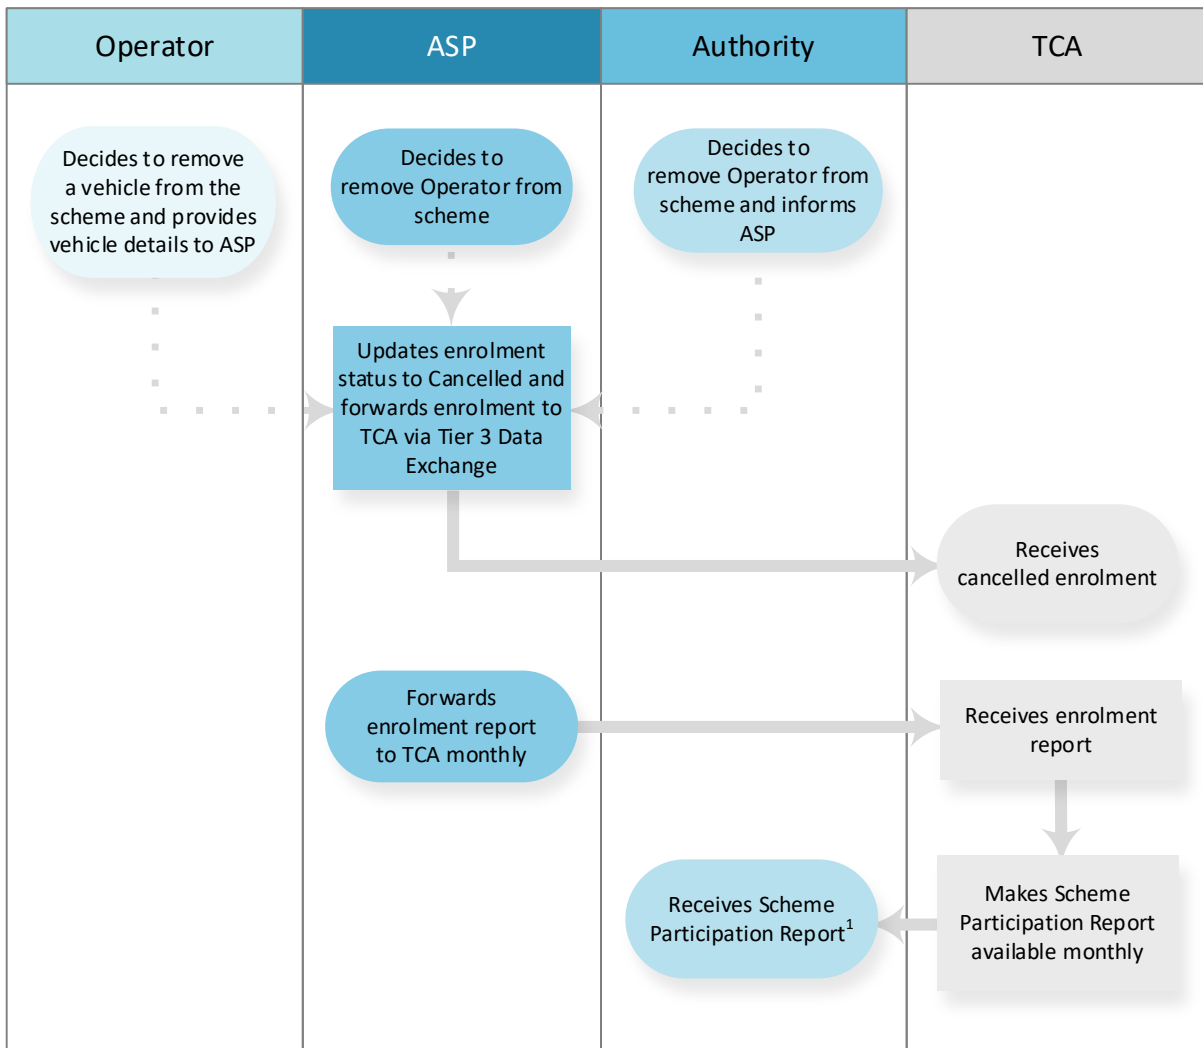 Operator
ASP
Authority
TCA
Decides to remove
a vehicle from the
scheme and provides
vehicle details to ASP
Decides to
remove Operator from
scheme
Decides to
remove Operator from
scheme and informs
ASP
Updates enrolment
status to Cancelled and
forwards enrolment to
TCA via Tier 3 Data
Exchange
Receives
cancelled enrolment
Forwards
enrolment report
to TCA monthly
Receives enrolment
report
Receives Scheme
Participation Report¹
Makes Scheme
Participation Report
available monthly